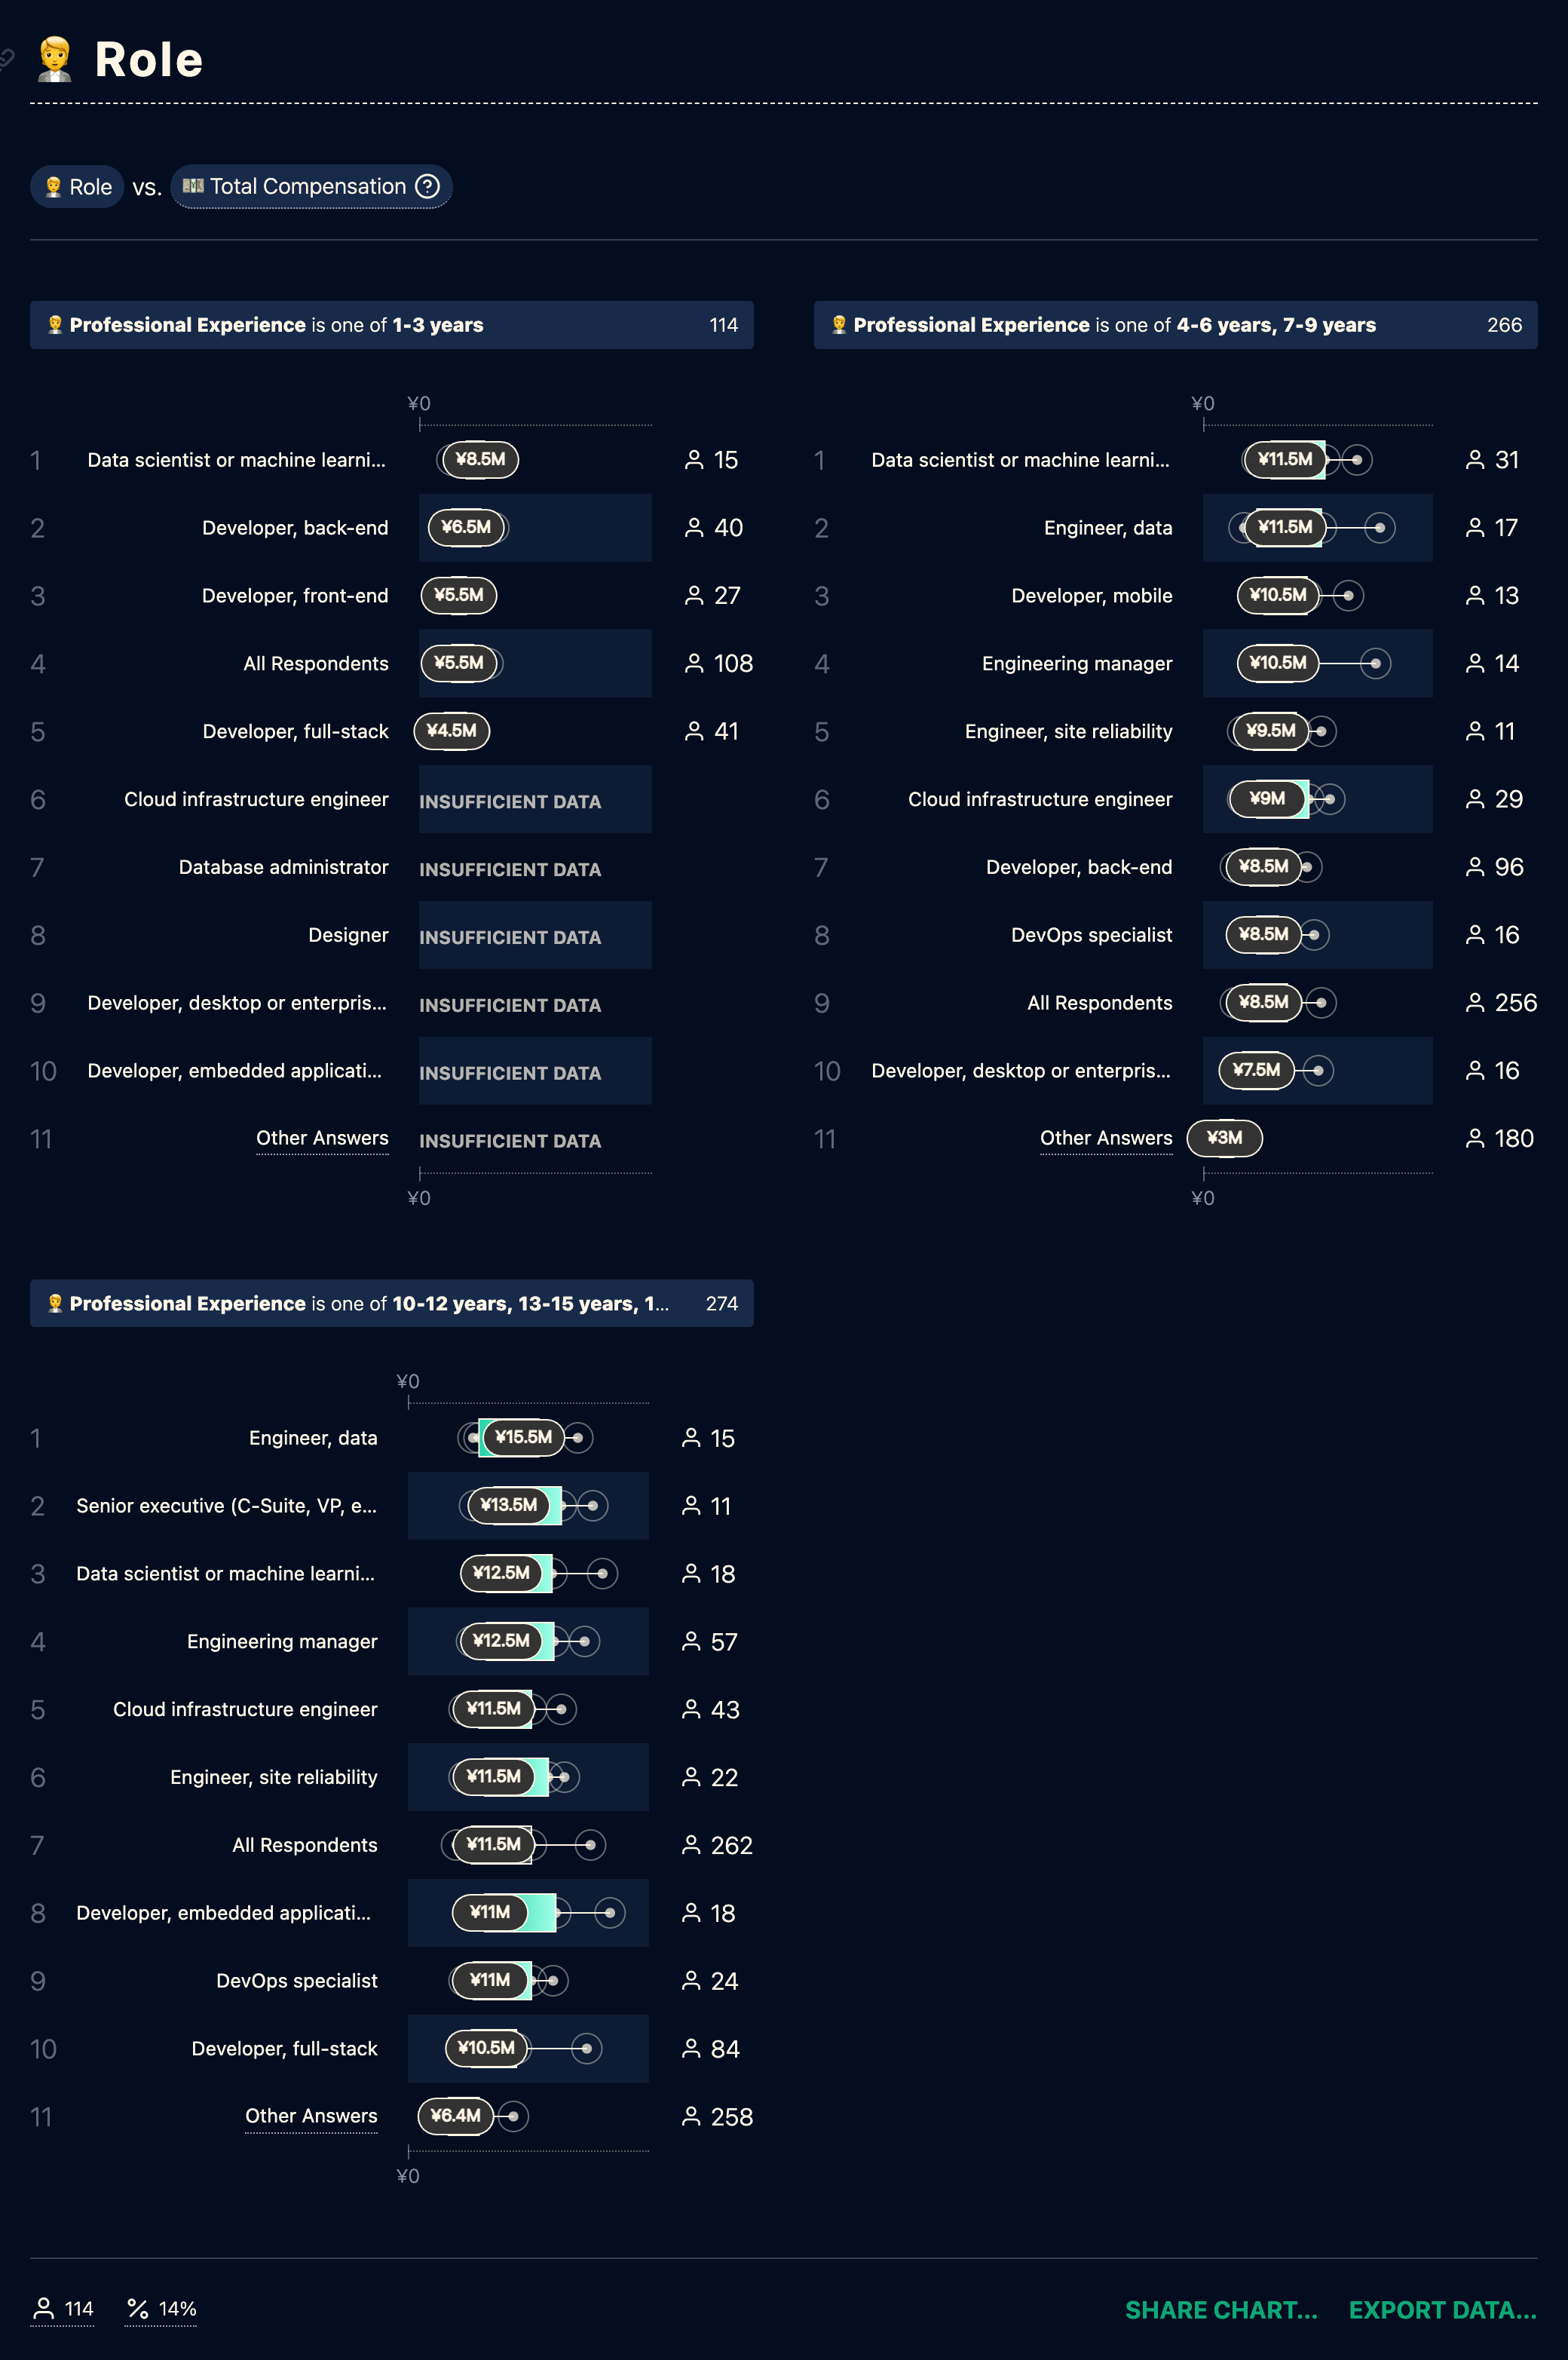 Role
Role vs. Total Compensation ?
Professional Experience is one of 1-3 years 114
¥0
1 Data scientist or machine learni... ¥8.5M 15
2 Developer, back-end ¥6.5M 40
3 Developer, front-end ¥5.5M 27
4 All Respondents ¥5.5M 108
5 Developer, full-stack ¥4.5M 41
6 Cloud infrastructure engineer INSUFFICIENT DATA
7 Database administrator INSUFFICIENT DATA
8 Designer INSUFFICIENT DATA
9 Developer, desktop or enterpris... INSUFFICIENT DATA
10 Developer, embedded applicati... INSUFFICIENT DATA
11 Other Answers INSUFFICIENT DATA
¥0
Professional Experience is one of 4-6 years, 7-9 years 266
¥0
1 Data scientist or machine learni... ¥11.5M 31
2 Engineer, data ¥11.5M 17
3 Developer, mobile ¥10.5M 13
4 Engineering manager ¥10.5M 14
5 Engineer, site reliability ¥9.5M 11
6 Cloud infrastructure engineer ¥9M 29
7 Developer, back-end ¥8.5M 96
8 DevOps specialist ¥8.5M 16
9 All Respondents ¥8.5M 256
10 Developer, desktop or enterpris... ¥7.5M 16
11 Other Answers ¥3M 180
¥0
Professional Experience is one of 10-12 years, 13-15 years, 1... 274
¥0
1 Engineer, data ¥15.5M 15
2 Senior executive (C-Suite, VP, e... ¥13.5M 11
3 Data scientist or machine learni... ¥12.5M 18
4 Engineering manager ¥12.5M 57
5 Cloud infrastructure engineer ¥11.5M 43
6 Engineer, site reliability ¥11.5M 22
7 All Respondents ¥11.5M 262
8 Developer, embedded applicati... ¥11M 18
9 DevOps specialist ¥11M 24
10 Developer, full-stack ¥10.5M 84
11 Other Answers ¥6.4M 258
¥0
114 % 14% SHARE CHART... EXPORT DATA...